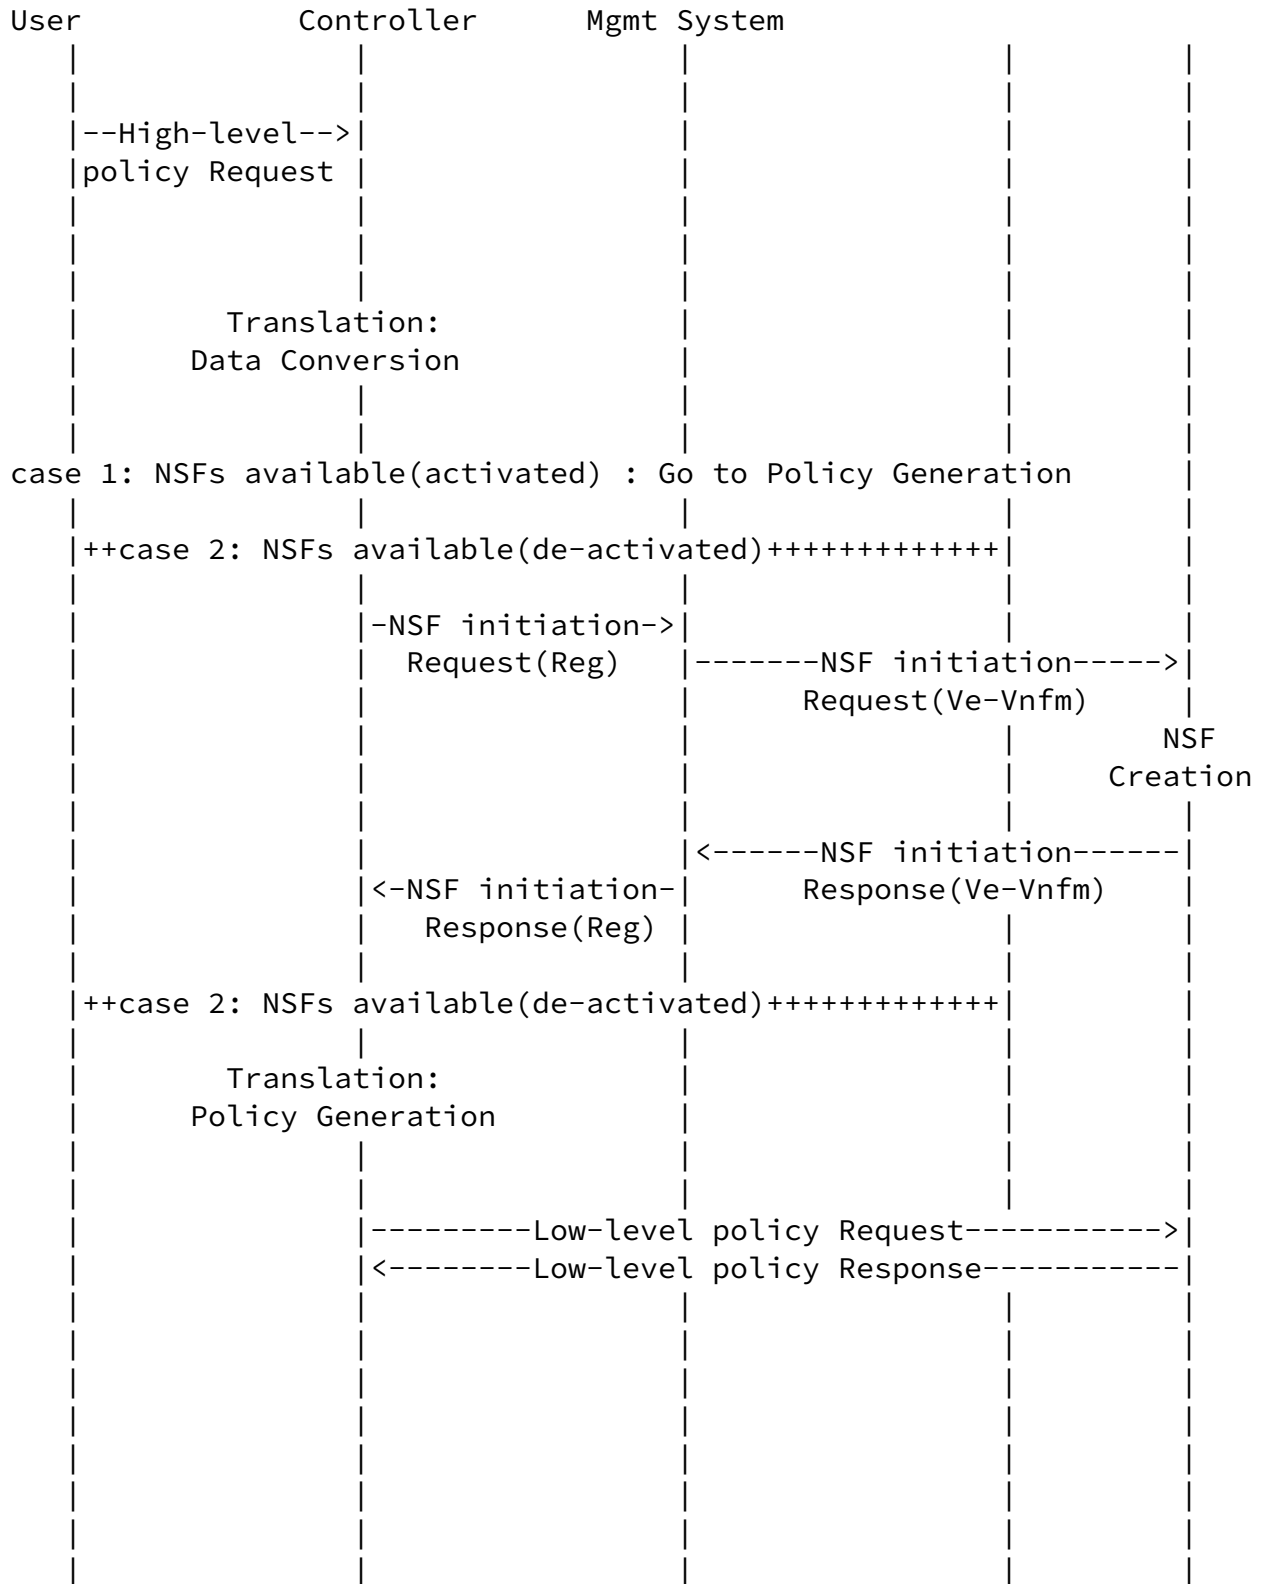 User Controller Mgmt System
--High-level-->
policy Request
Translation:
Data Conversion
case 1: NSFs available(activated) : Go to Policy Generation
++case 2: NSFs available(de-activated)+++++++++++++
-NSF initiation->
Request(Reg) -------NSF initiation----->
Request(Ve-Vnfm)
NSF
Creation
<------NSF initiation------
<-NSF initiation- Response(Ve-Vnfm)
Response(Reg)
++case 2: NSFs available(de-activated)+++++++++++++
Translation:
Policy Generation
---------Low-level policy Request----------->
<--------Low-level policy Response-----------